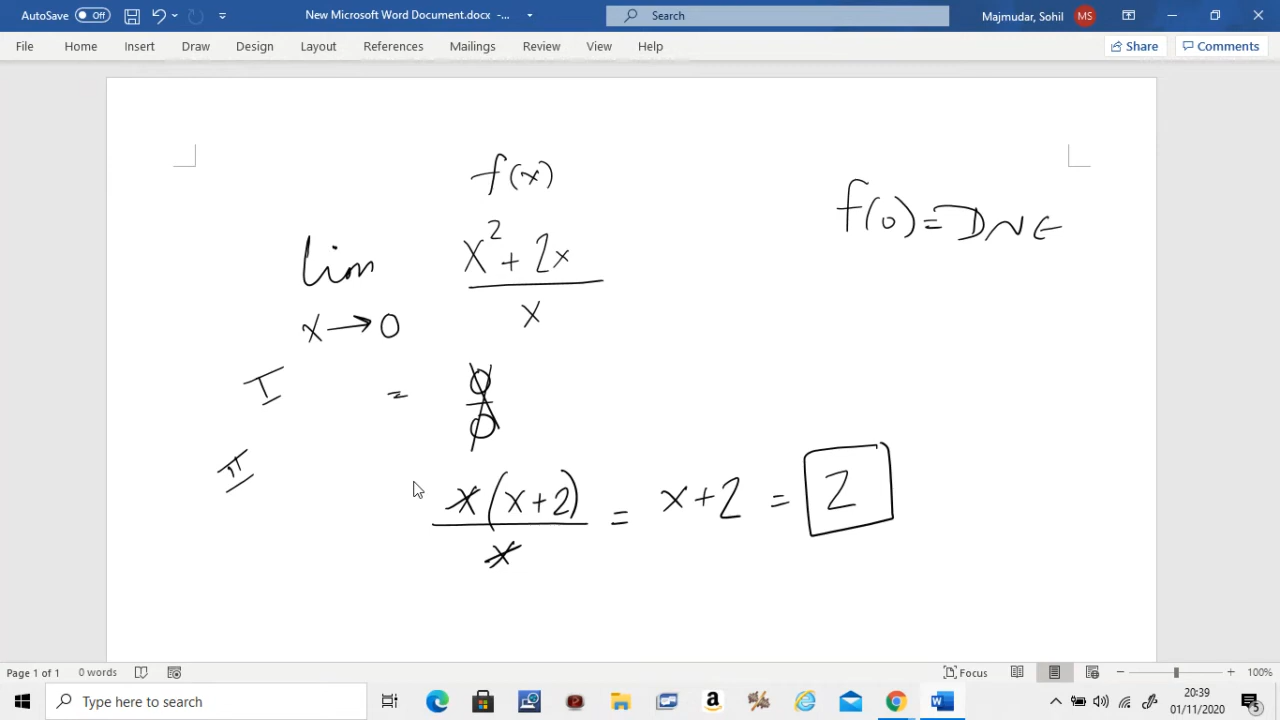 AutoSave Off New Microsoft Word Document.docx -... Search Majmudar, Sohil MS
File Home Insert Draw Design Layout References Mailings Review View Help Share Comments
f(x)
f(0) = DNE
lim x² + 2x
x → 0 x
I = 0
0
II
x(x+2) = x+2 = 2
x
Page 1 of 1 0 words Focus 100%
Type here to search a W 20:39
01/11/2020 5